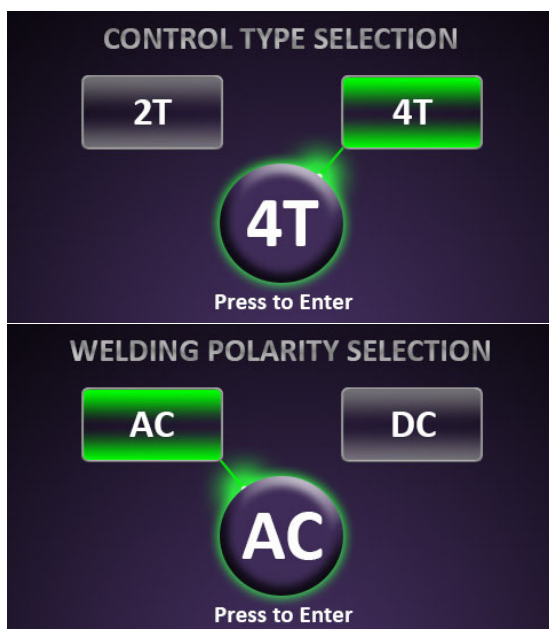 CONTROL TYPE SELECTION
2T 4T
4T
Press to Enter
WELDING POLARITY SELECTION
AC DC
AC
Press to Enter